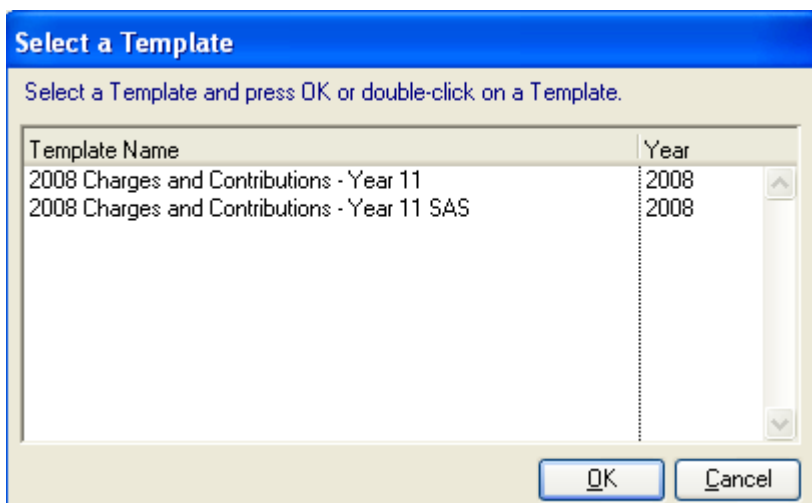 Select a Template
Select a Template and press OK or double-click on a Template.
Template Name Year
2008 Charges and Contributions - Year 11 2008
2008 Charges and Contributions - Year 11 SAS 2008
OK Cancel